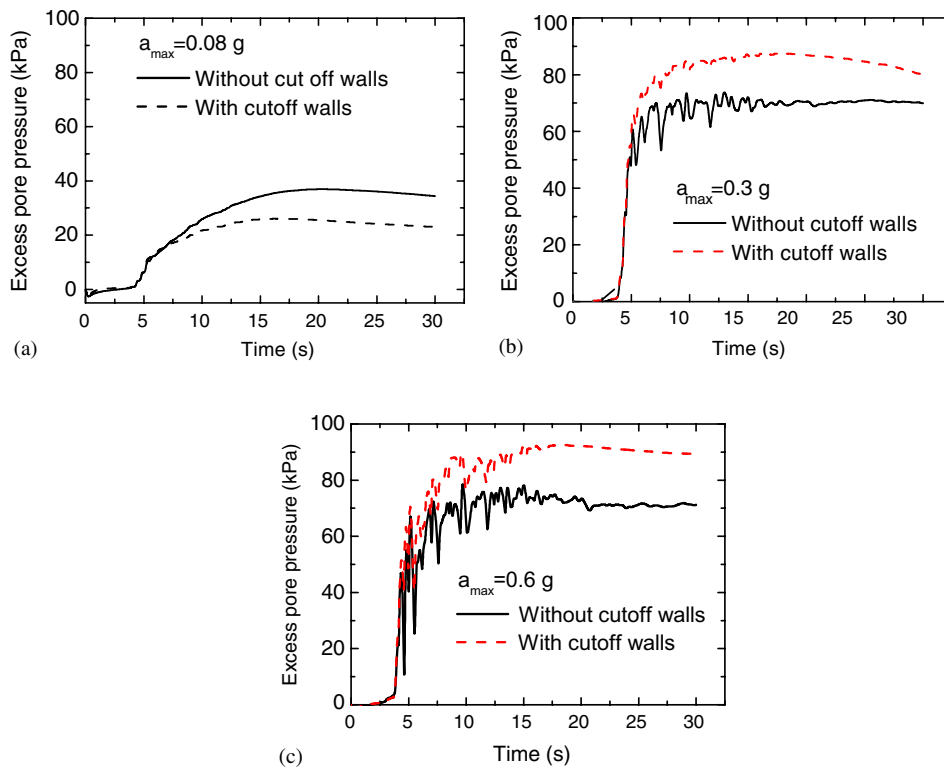 100
80
60
40
20
0
Excess pore pressure (kPa)
a_max=0.08 g
Without cut off walls
With cutoff walls
0 5 10 15 20 25 30
Time (s)
(a)
100
80
60
40
20
0
Excess pore pressure (kPa)
a_max=0.3 g
Without cutoff walls
With cutoff walls
0 5 10 15 20 25 30
Time (s)
(b)
100
80
60
40
20
0
Excess pore pressure (kPa)
a_max=0.6 g
Without cutoff walls
With cutoff walls
0 5 10 15 20 25 30
Time (s)
(c)